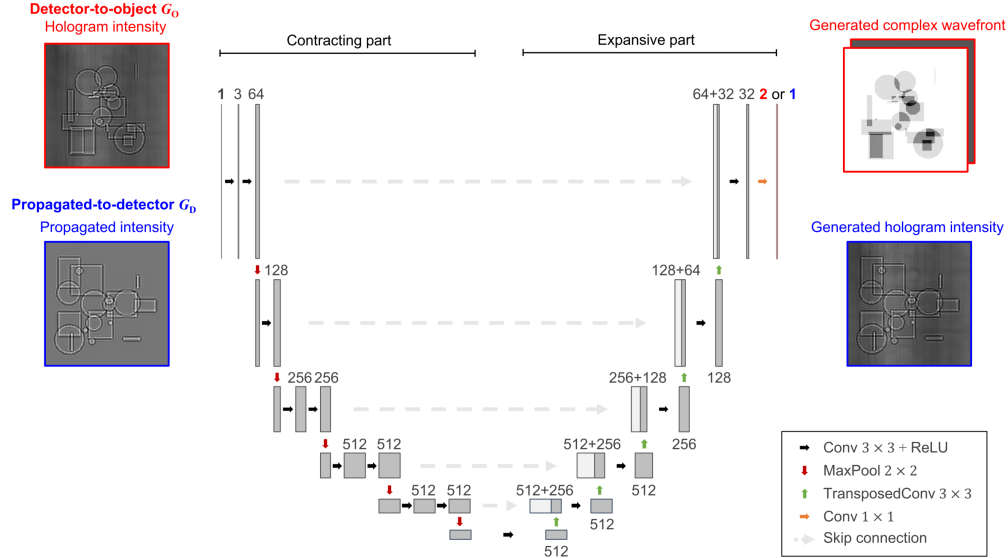 Detector-to-object G_O
Hologram intensity
Contracting part
Expansive part
Generated complex wavefront
1 3 64
64+32 32 2 or 1
Propagated-to-detector G_D
Propagated intensity
Generated hologram intensity
128
128+64
256 256
256+128
128
512 512
512+256
256
512 512
512+256
512
512
512
Conv 3 × 3 + ReLU
MaxPool 2 × 2
TransposedConv 3 × 3
Conv 1 × 1
Skip connection